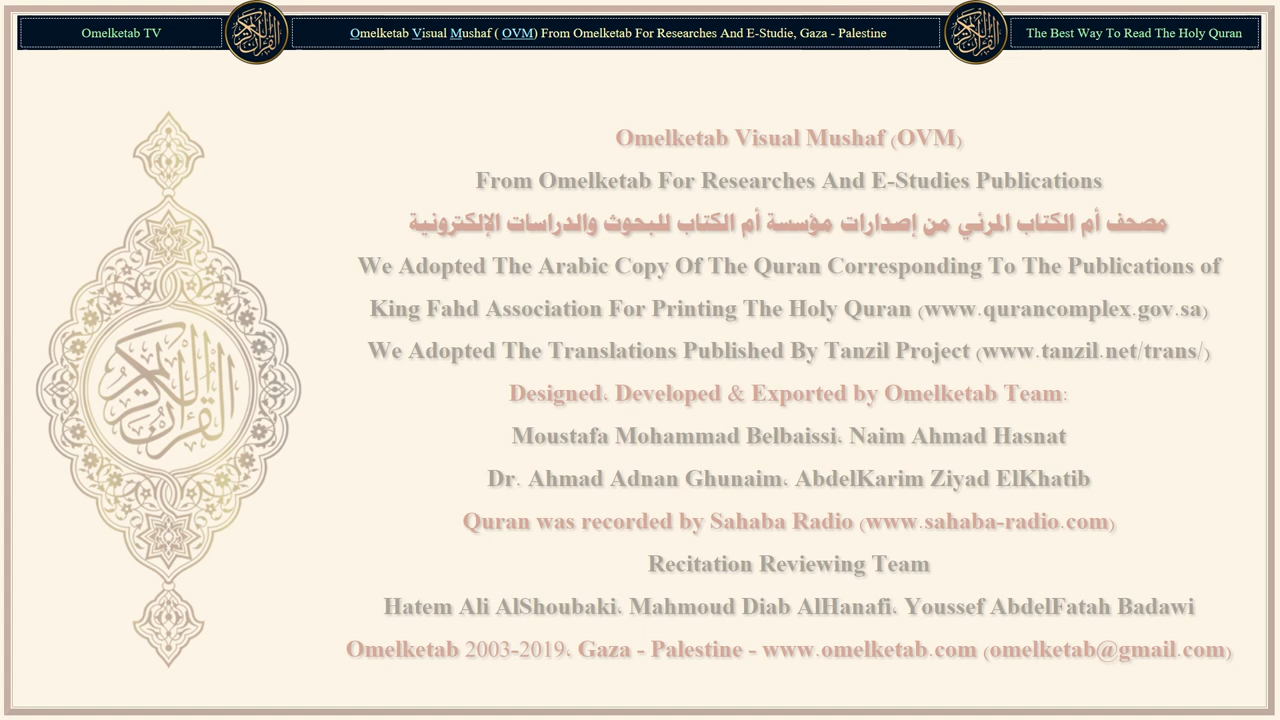 Omelketab TV
Omelketab Visual Mushaf ( OVM) From Omelketab For Researches And E-Studie, Gaza - Palestine
The Best Way To Read The Holy Quran
Omelketab Visual Mushaf (OVM)
From Omelketab For Researches And E-Studies Publications
مصحف أم الكتاب المرئي من إصدارات مؤسسة أم الكتاب للبحوث والدراسات الإلكترونية
We Adopted The Arabic Copy Of The Quran Corresponding To The Publications of
King Fahd Association For Printing The Holy Quran (www.qurancomplex.gov.sa)
We Adopted The Translations Published By Tanzil Project (www.tanzil.net/trans/)
Designed، Developed & Exported by Omelketab Team:
Moustafa Mohammad Belbaissi، Naim Ahmad Hasnat
Dr. Ahmad Adnan Ghunaim، AbdelKarim Ziyad ElKhatib
Quran was recorded by Sahaba Radio (www.sahaba-radio.com)
Recitation Reviewing Team
Hatem Ali AlShoubaki، Mahmoud Diab AlHanafi، Youssef AbdelFatah Badawi
Omelketab 2003-2019، Gaza - Palestine - www.omelketab.com (omelketab@gmail.com)
القرآن الكريم